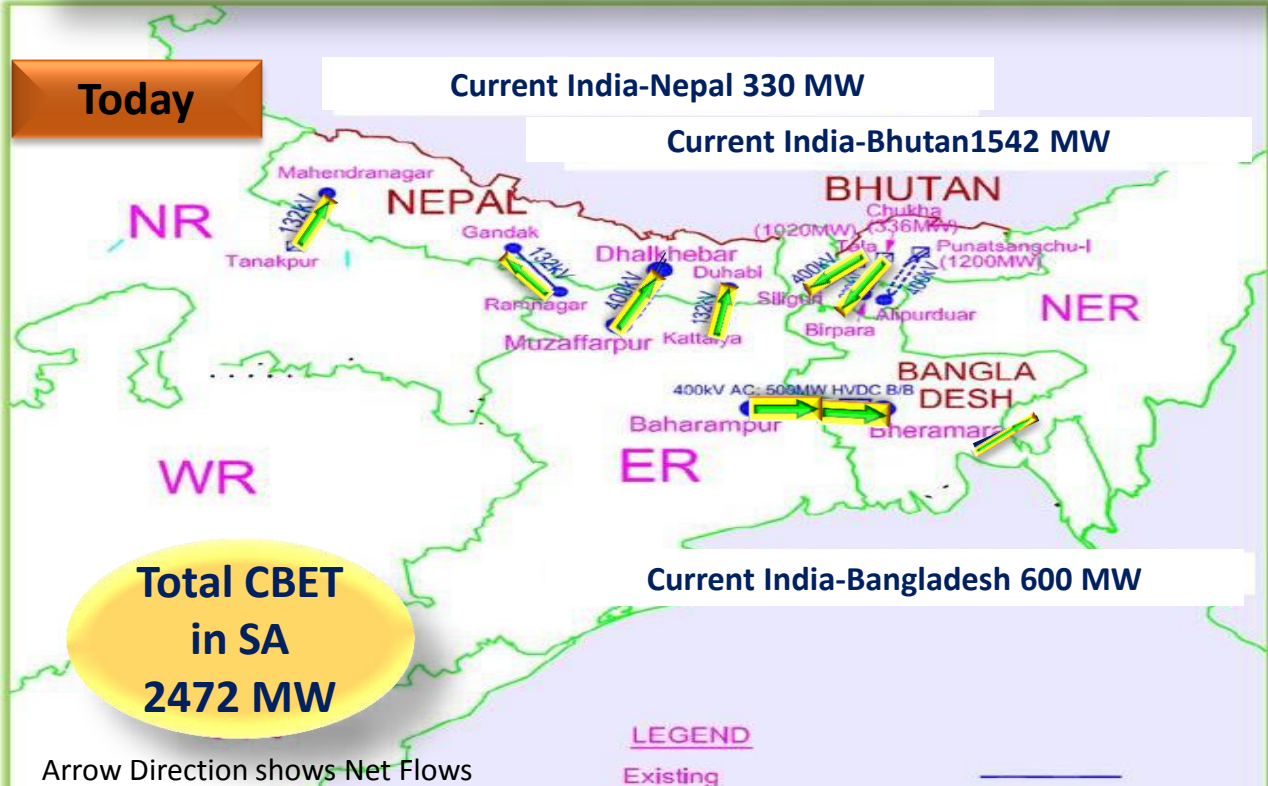 Today
Current India-Nepal 330 MW
Current India-Bhutan1542 MW
Mahendranagar
NEPAL
BHUTAN
NR
132kV
Chukha
(336MW)
(1020MW)
Tala
Punatsangchu-I
(1200MW)
Tanakpur
Gandak
132kV
Dhalkhebar
Duhabi
400kV
400kV
Ramnagar
400kV
132kV
Siliguri
Alipurduar
NER
Muzaffarpur
Kattaiya
Birpara
BANGLA
DESH
400kV AC; 500MW HVDC B/B
Baharampur
Bheramara
WR
ER
Total CBET
in SA
2472 MW
Current India-Bangladesh 600 MW
LEGEND
Arrow Direction shows Net Flows
Existing